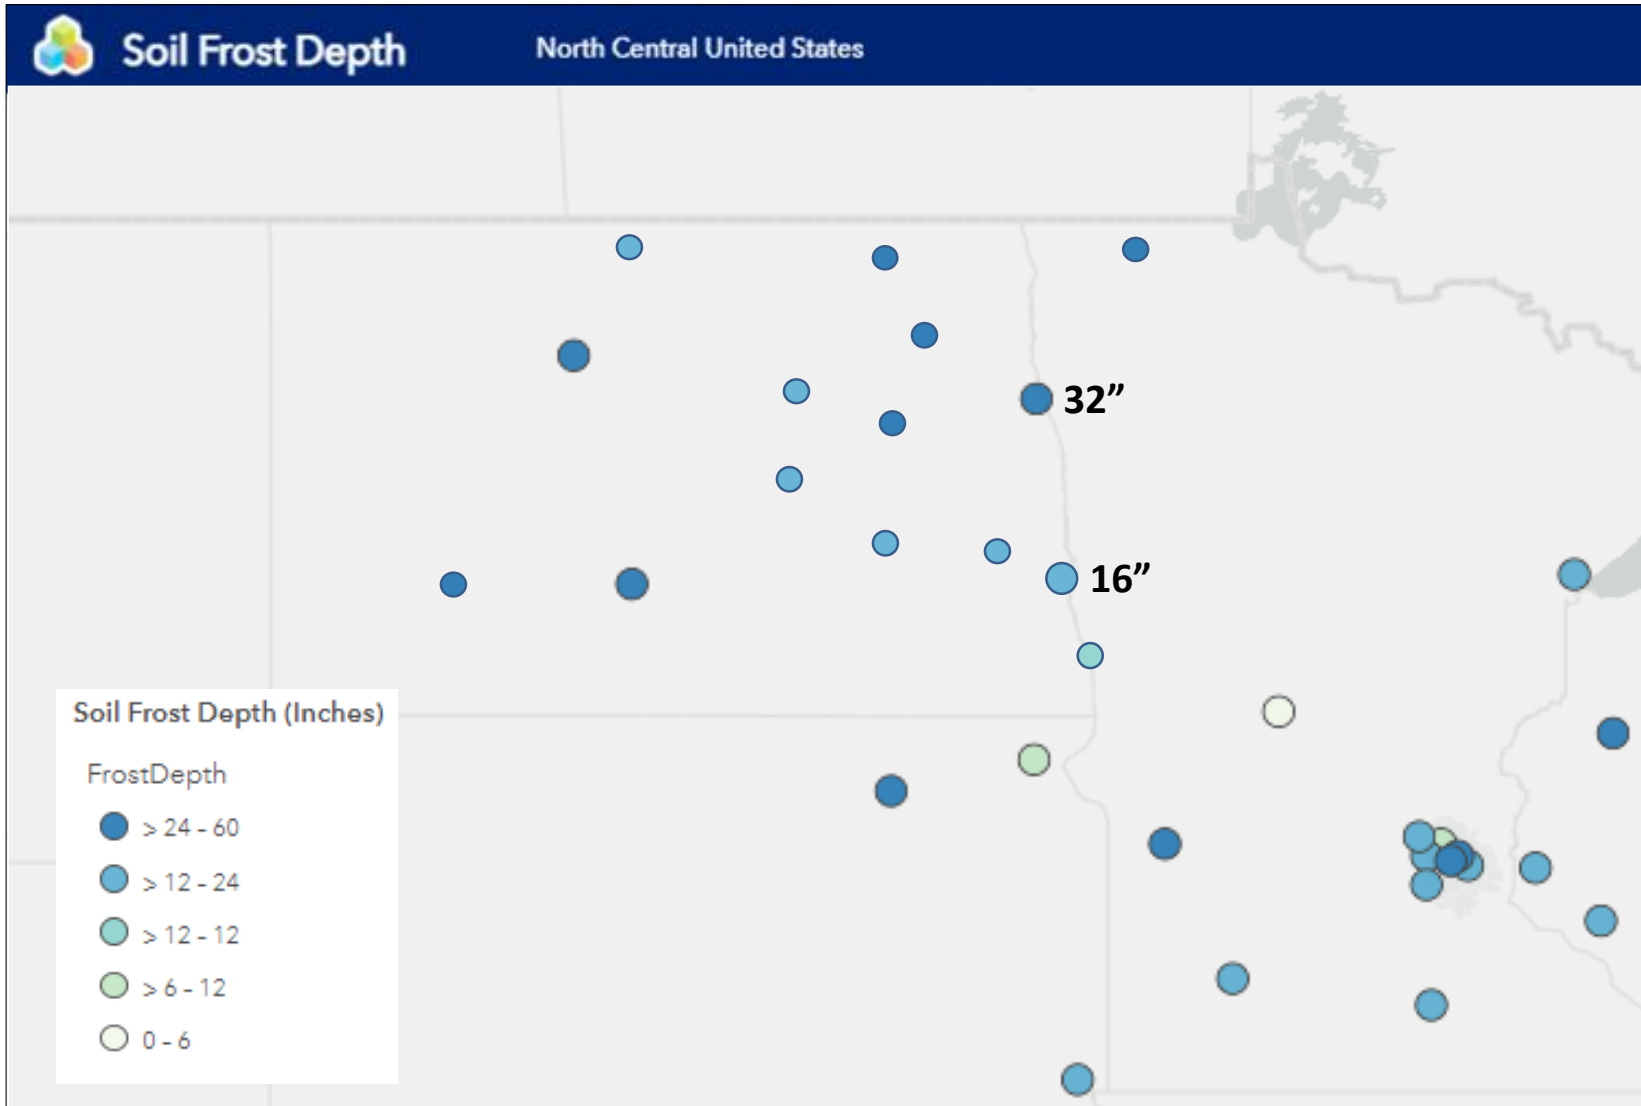 Soil Frost Depth
North Central United States
32”
16”
Soil Frost Depth (Inches)
FrostDepth
> 24 - 60
> 12 - 24
> 12 - 12
> 6 - 12
0 - 6